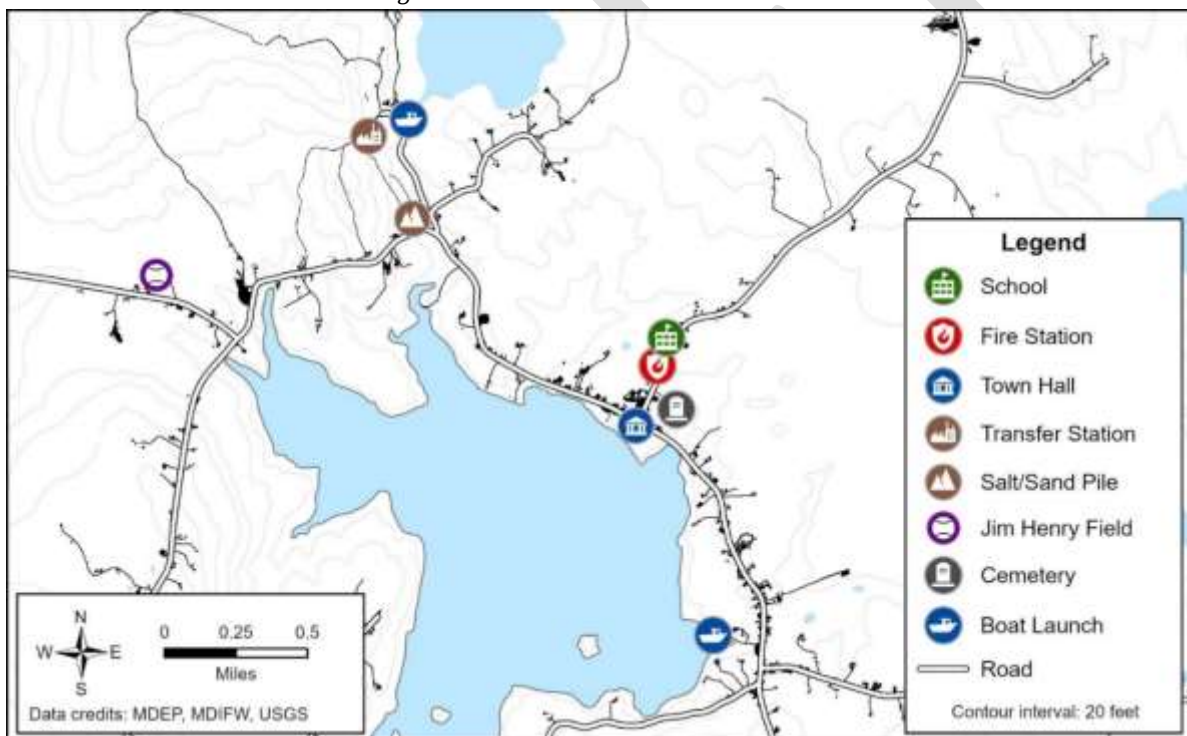 Legend
School
Fire Station
Town Hall
Transfer Station
Salt/Sand Pile
Jim Henry Field
Cemetery
Boat Launch
Road
Contour interval: 20 feet
N
W E
S
0 0.25 0.5
Miles
Data credits: MDEP, MDIFW, USGS